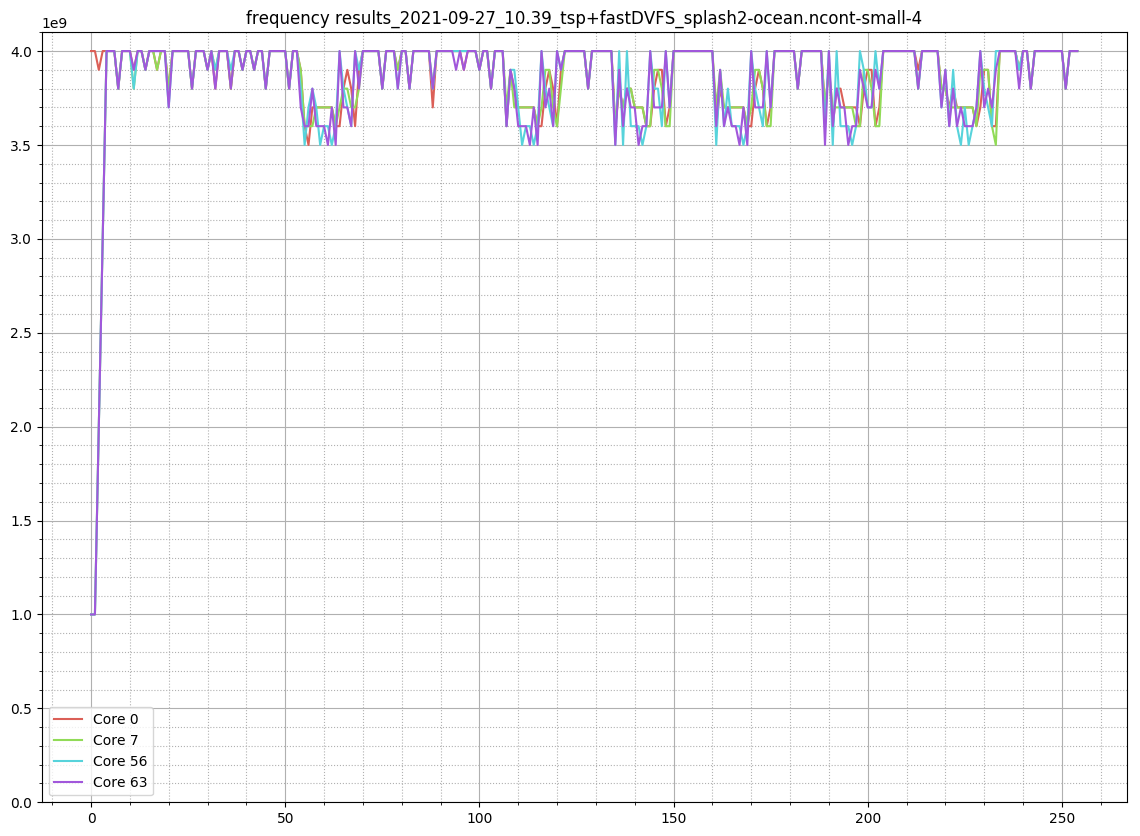 frequency results_2021-09-27_10.39_tsp+fastDVFS_splash2-ocean.ncont-small-4
1e9
4.0
3.5
3.0
2.5
2.0
1.5
1.0
0.5
0.0
Core 0
Core 7
Core 56
Core 63
0 50 100 150 200 250